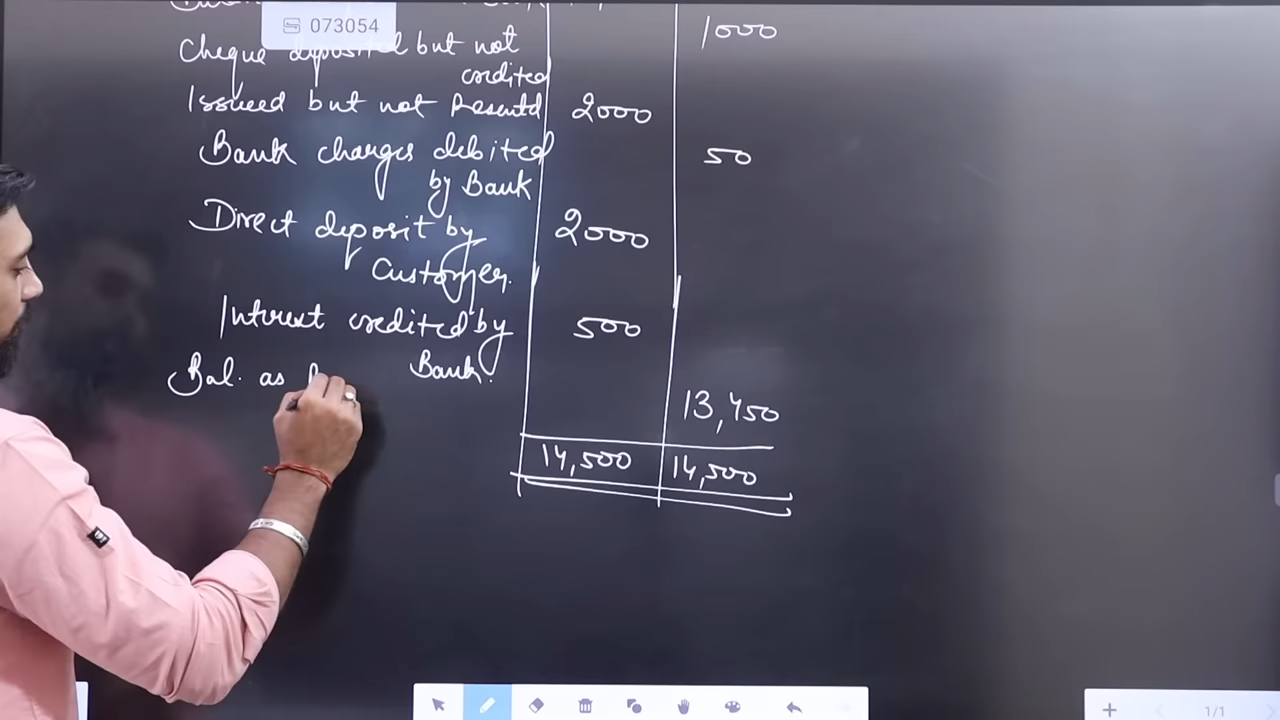 073054
1000
Cheque deposited but not
credited
Issued but not Presentd 2000
Bank charges debited 50
by Bank
Direct deposit by 2000
Customer.
Interest credited by 500
Bank.
Bal. as
13,450
14,500 14,500
1/1